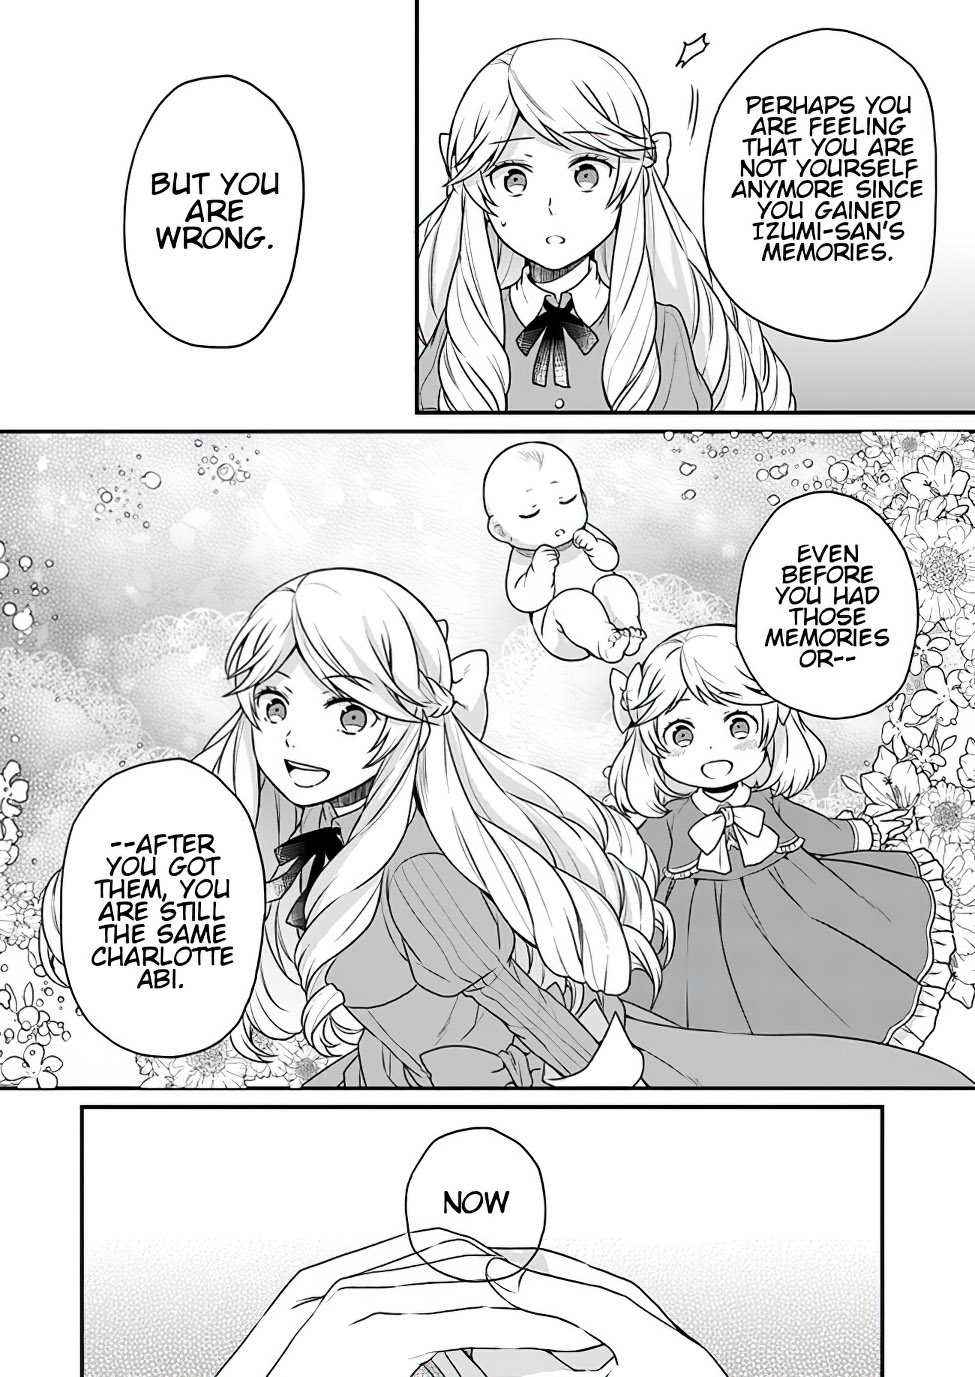 PERHAPS YOU
ARE FEELING
THAT YOU ARE
NOT YOURSELF
ANYMORE SINCE
YOU GAINED
IZUMI-SAN'S
MEMORIES.
BUT YOU
ARE
WRONG.
EVEN
BEFORE
YOU HAD
THOSE
MEMORIES
OR--
--AFTER
YOU GOT
THEM, YOU
ARE STILL
THE SAME
CHARLOTTE
ABI.
NOW